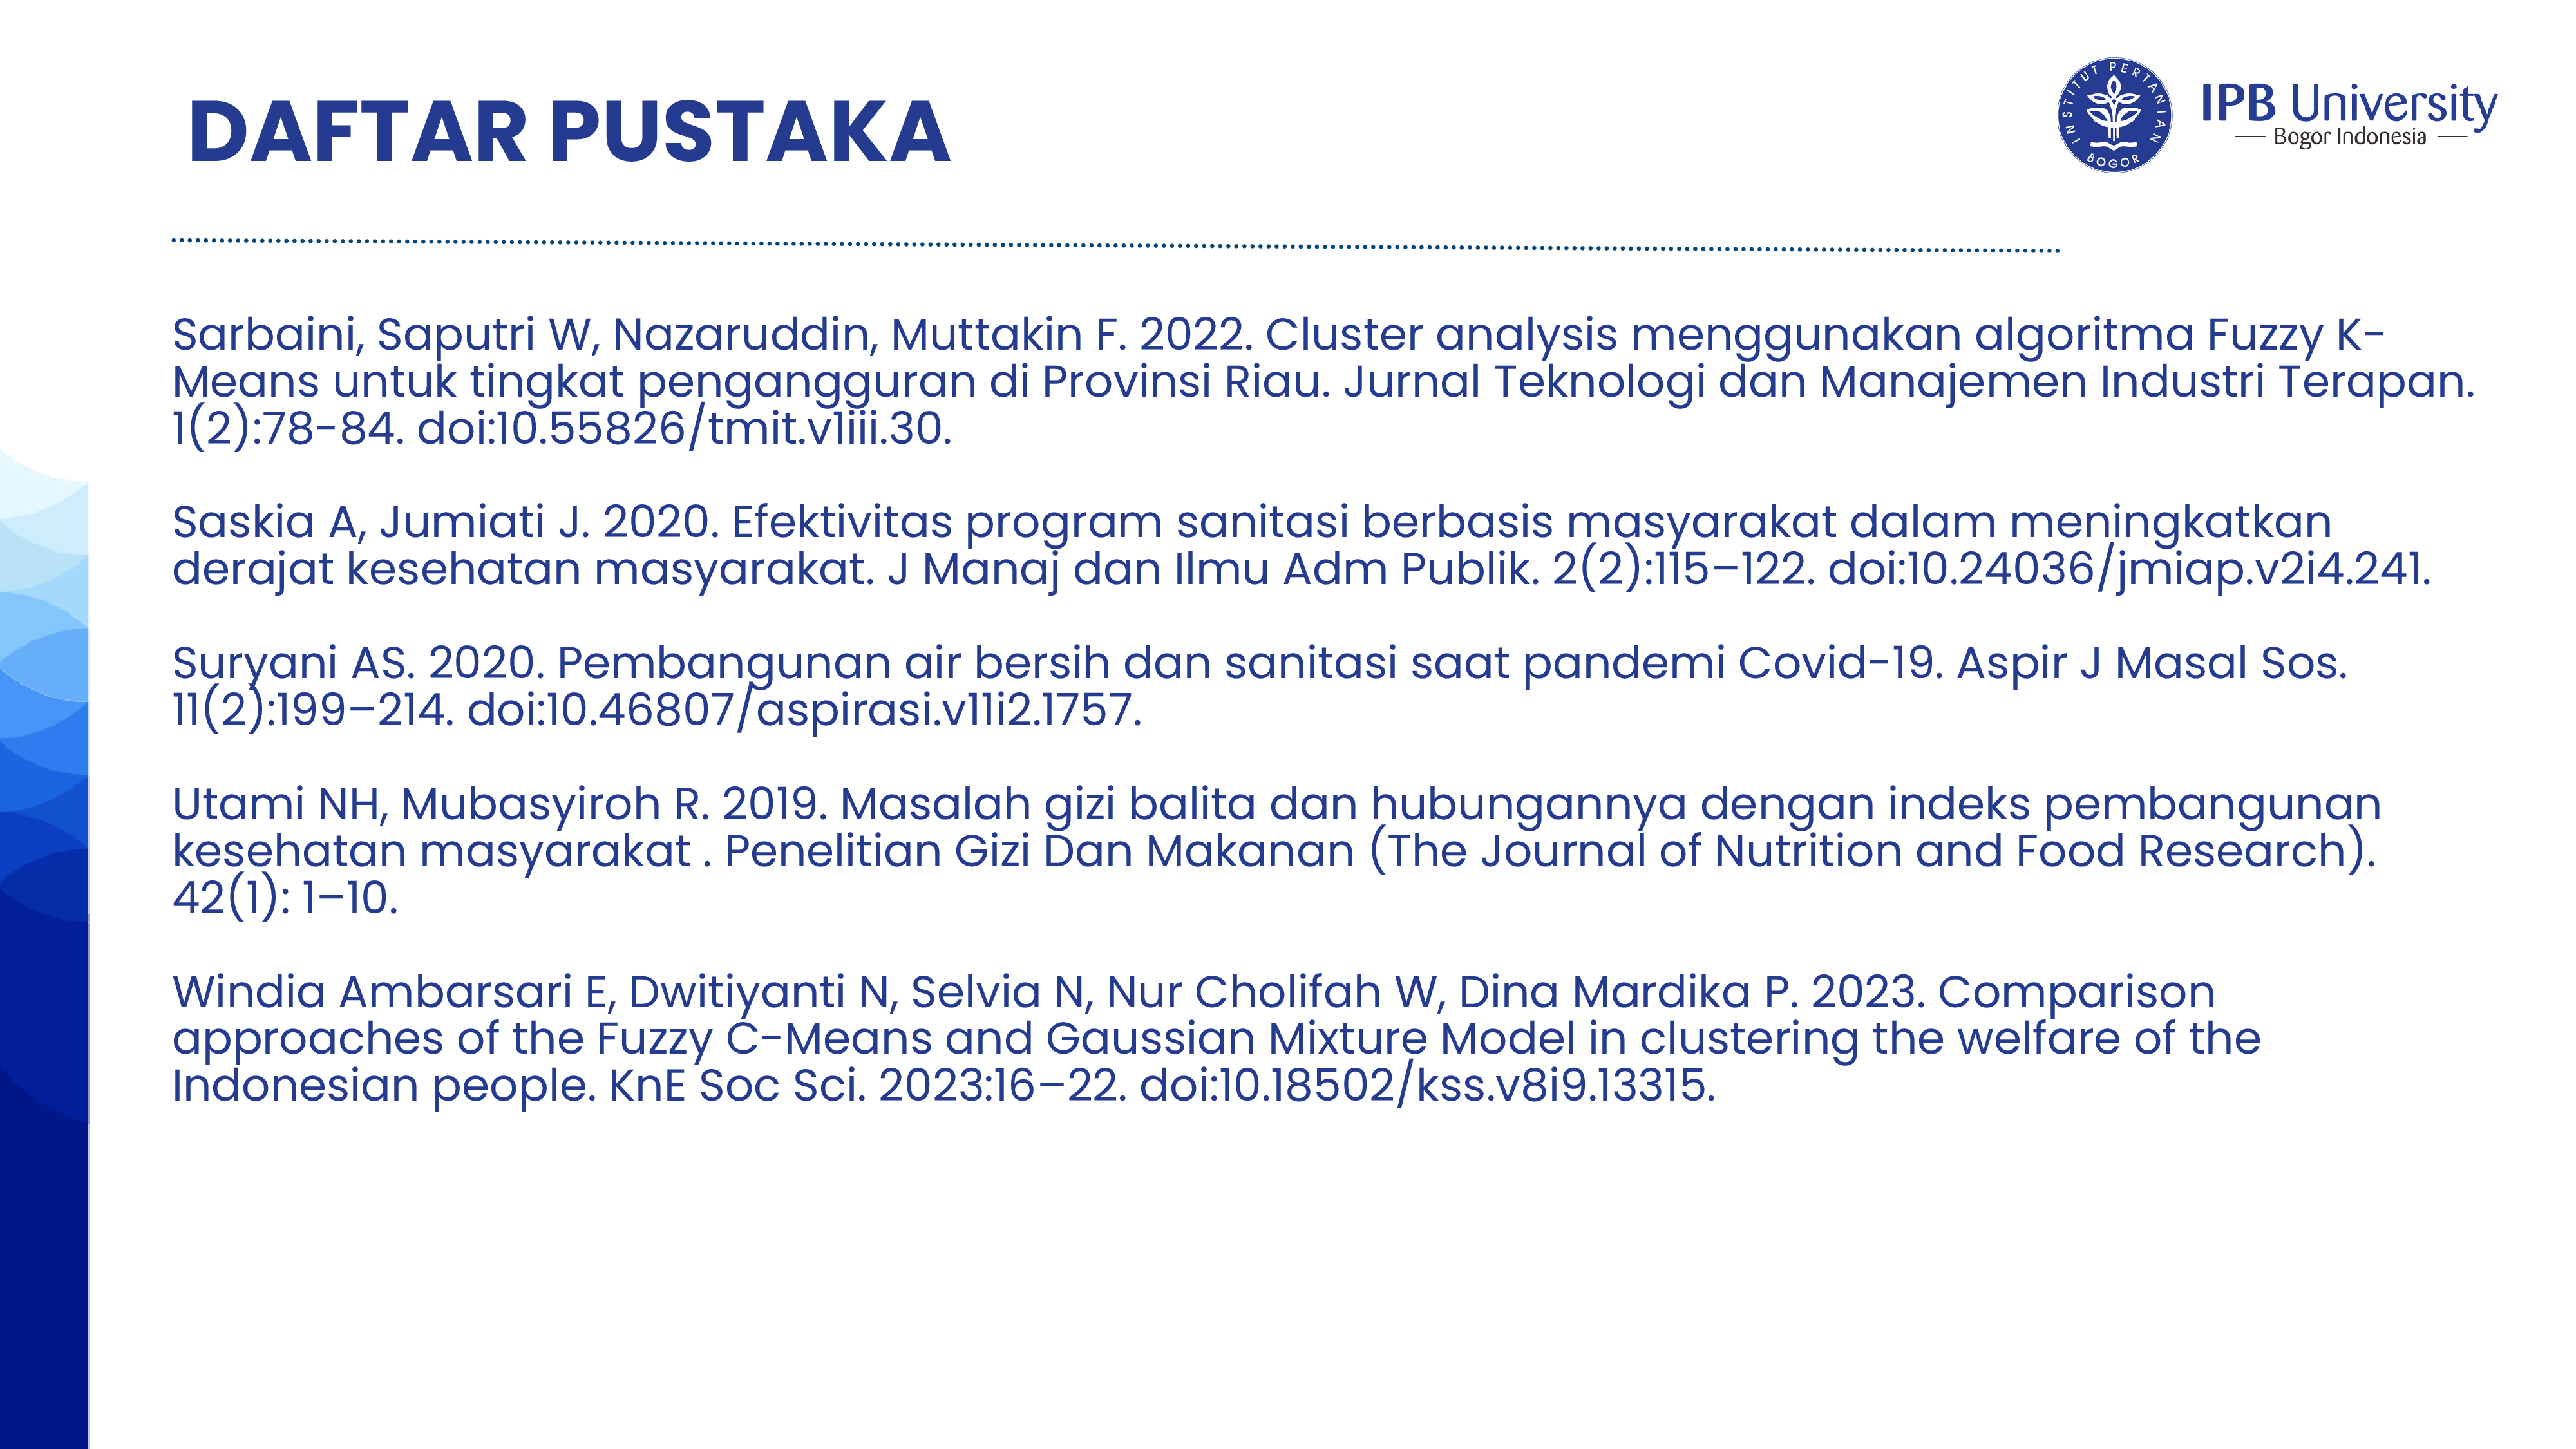 DAFTAR PUSTAKA
INSTITUT PERTANIAN
BOGOR
IPB University
Bogor Indonesia
Sarbaini, Saputri W, Nazaruddin, Muttakin F. 2022. Cluster analysis menggunakan algoritma Fuzzy K-
Means untuk tingkat pengangguran di Provinsi Riau. Jurnal Teknologi dan Manajemen Industri Terapan.
1(2):78-84. doi:10.55826/tmit.v1iii.30.
Saskia A, Jumiati J. 2020. Efektivitas program sanitasi berbasis masyarakat dalam meningkatkan
derajat kesehatan masyarakat. J Manaj dan Ilmu Adm Publik. 2(2):115–122. doi:10.24036/jmiap.v2i4.241.
Suryani AS. 2020. Pembangunan air bersih dan sanitasi saat pandemi Covid-19. Aspir J Masal Sos.
11(2):199–214. doi:10.46807/aspirasi.v11i2.1757.
Utami NH, Mubasyiroh R. 2019. Masalah gizi balita dan hubungannya dengan indeks pembangunan
kesehatan masyarakat . Penelitian Gizi Dan Makanan (The Journal of Nutrition and Food Research).
42(1): 1–10.
Windia Ambarsari E, Dwitiyanti N, Selvia N, Nur Cholifah W, Dina Mardika P. 2023. Comparison
approaches of the Fuzzy C-Means and Gaussian Mixture Model in clustering the welfare of the
Indonesian people. KnE Soc Sci. 2023:16–22. doi:10.18502/kss.v8i9.13315.